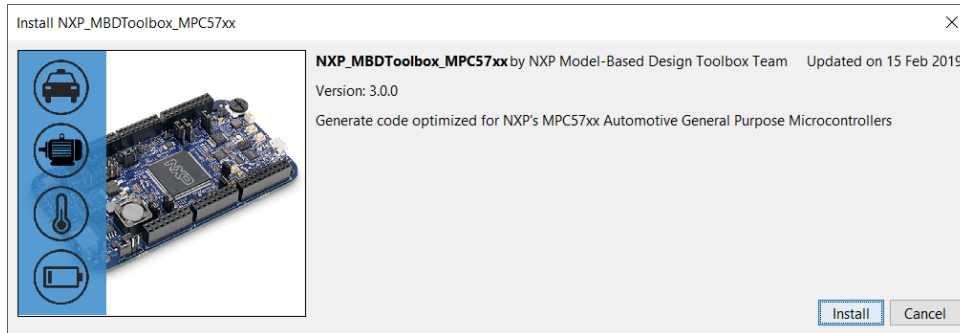 Install NXP_MBDToolbox_MPC57xx
NXP_MBDToolbox_MPC57xx by NXP Model-Based Design Toolbox Team Updated on 15 Feb 2019
Version: 3.0.0
Generate code optimized for NXP's MPC57xx Automotive General Purpose Microcontrollers
NXP
Install Cancel